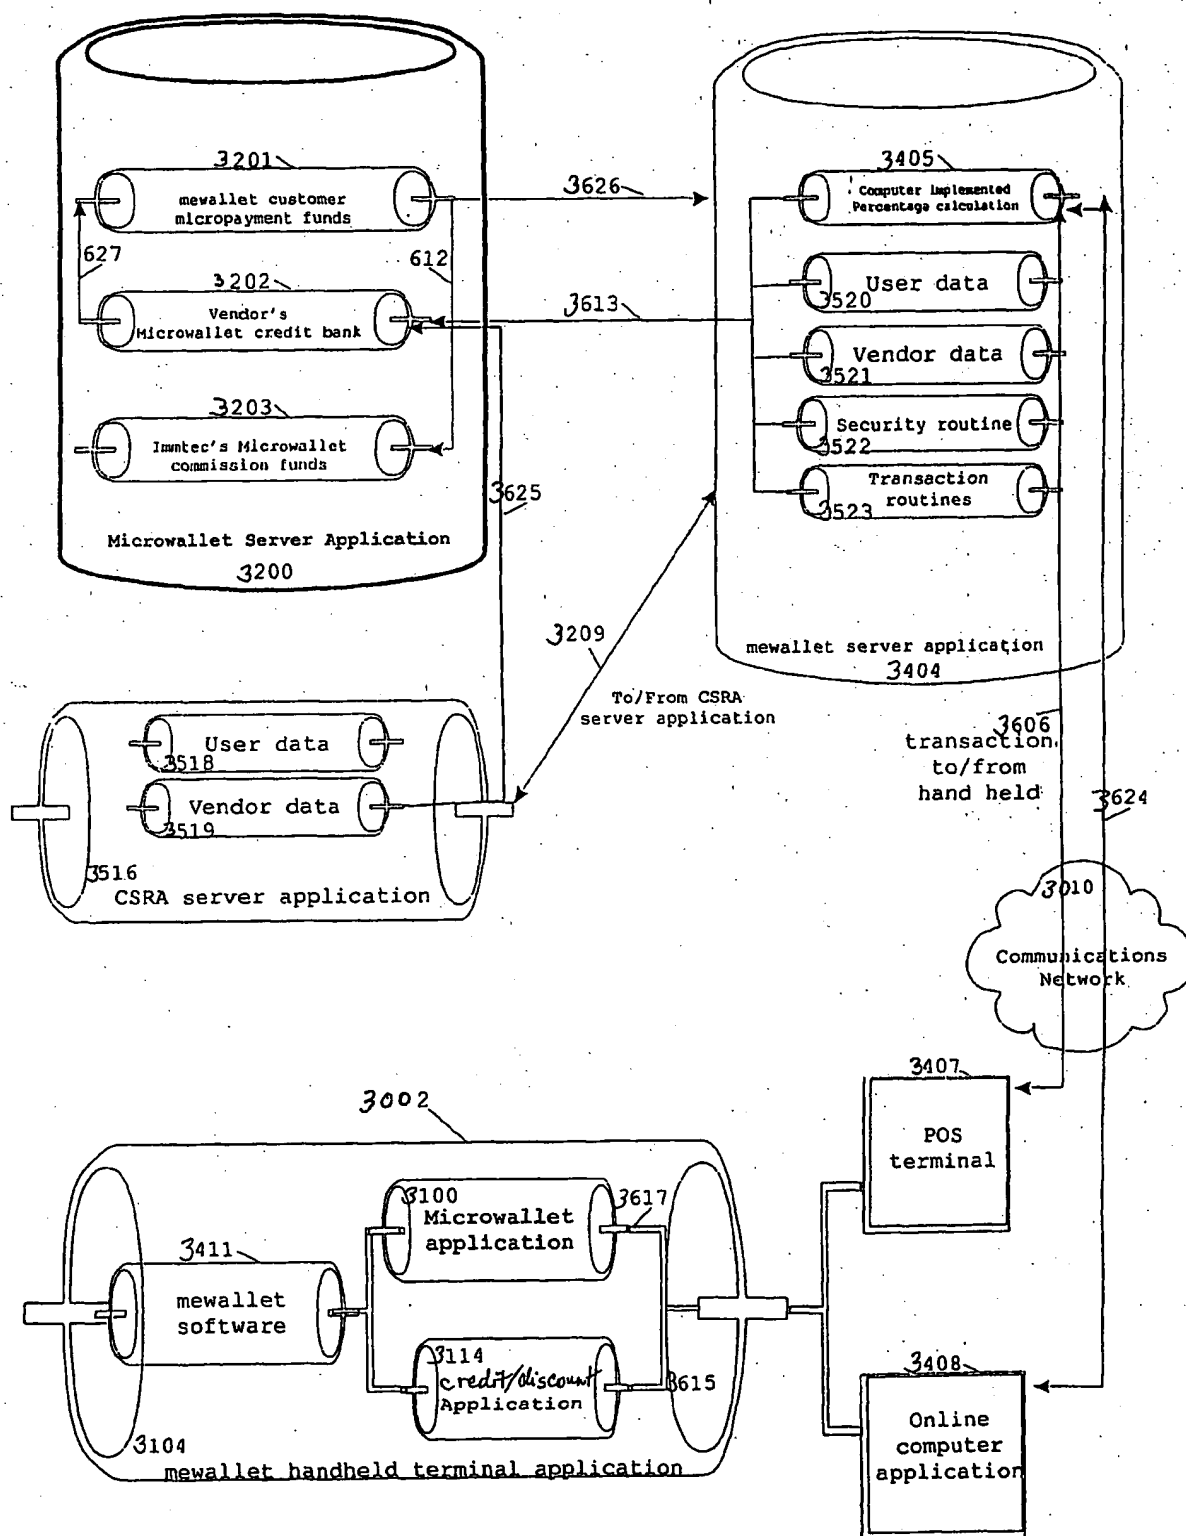 3201
mewallet customer
micropayment funds
627
612
3202
Vendor's
Microwallet credit bank
3203
Immtec's Microwallet
commission funds
Microwallet Server Application
3200
3626
3613
3625
3405
Computer Implemented
Percentage calculation
User data
3520
Vendor data
3521
Security routine
3522
Transaction
routines
3523
mewallet server application
3404
3209
To/From CSRA
server application
User data
3518
Vendor data
3519
3516
CSRA server application
3606
transaction
to/from
hand held
3624
3010
Communications
Network
3407
POS
terminal
3002
3100
Microwallet
application
3617
3411
mewallet
software
3114
credit/discount
Application
3615
3104
mewallet handheld terminal application
3408
Online
computer
application